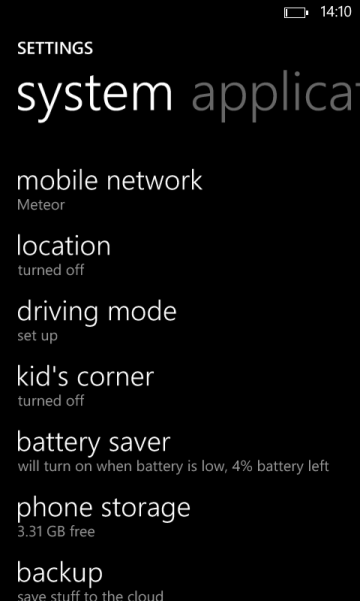 14:10
SETTINGS
system applicat
mobile network
Meteor
location
turned off
driving mode
set up
kid's corner
turned off
battery saver
will turn on when battery is low, 4% battery left
phone storage
3.31 GB free
backup
save stuff to the cloud